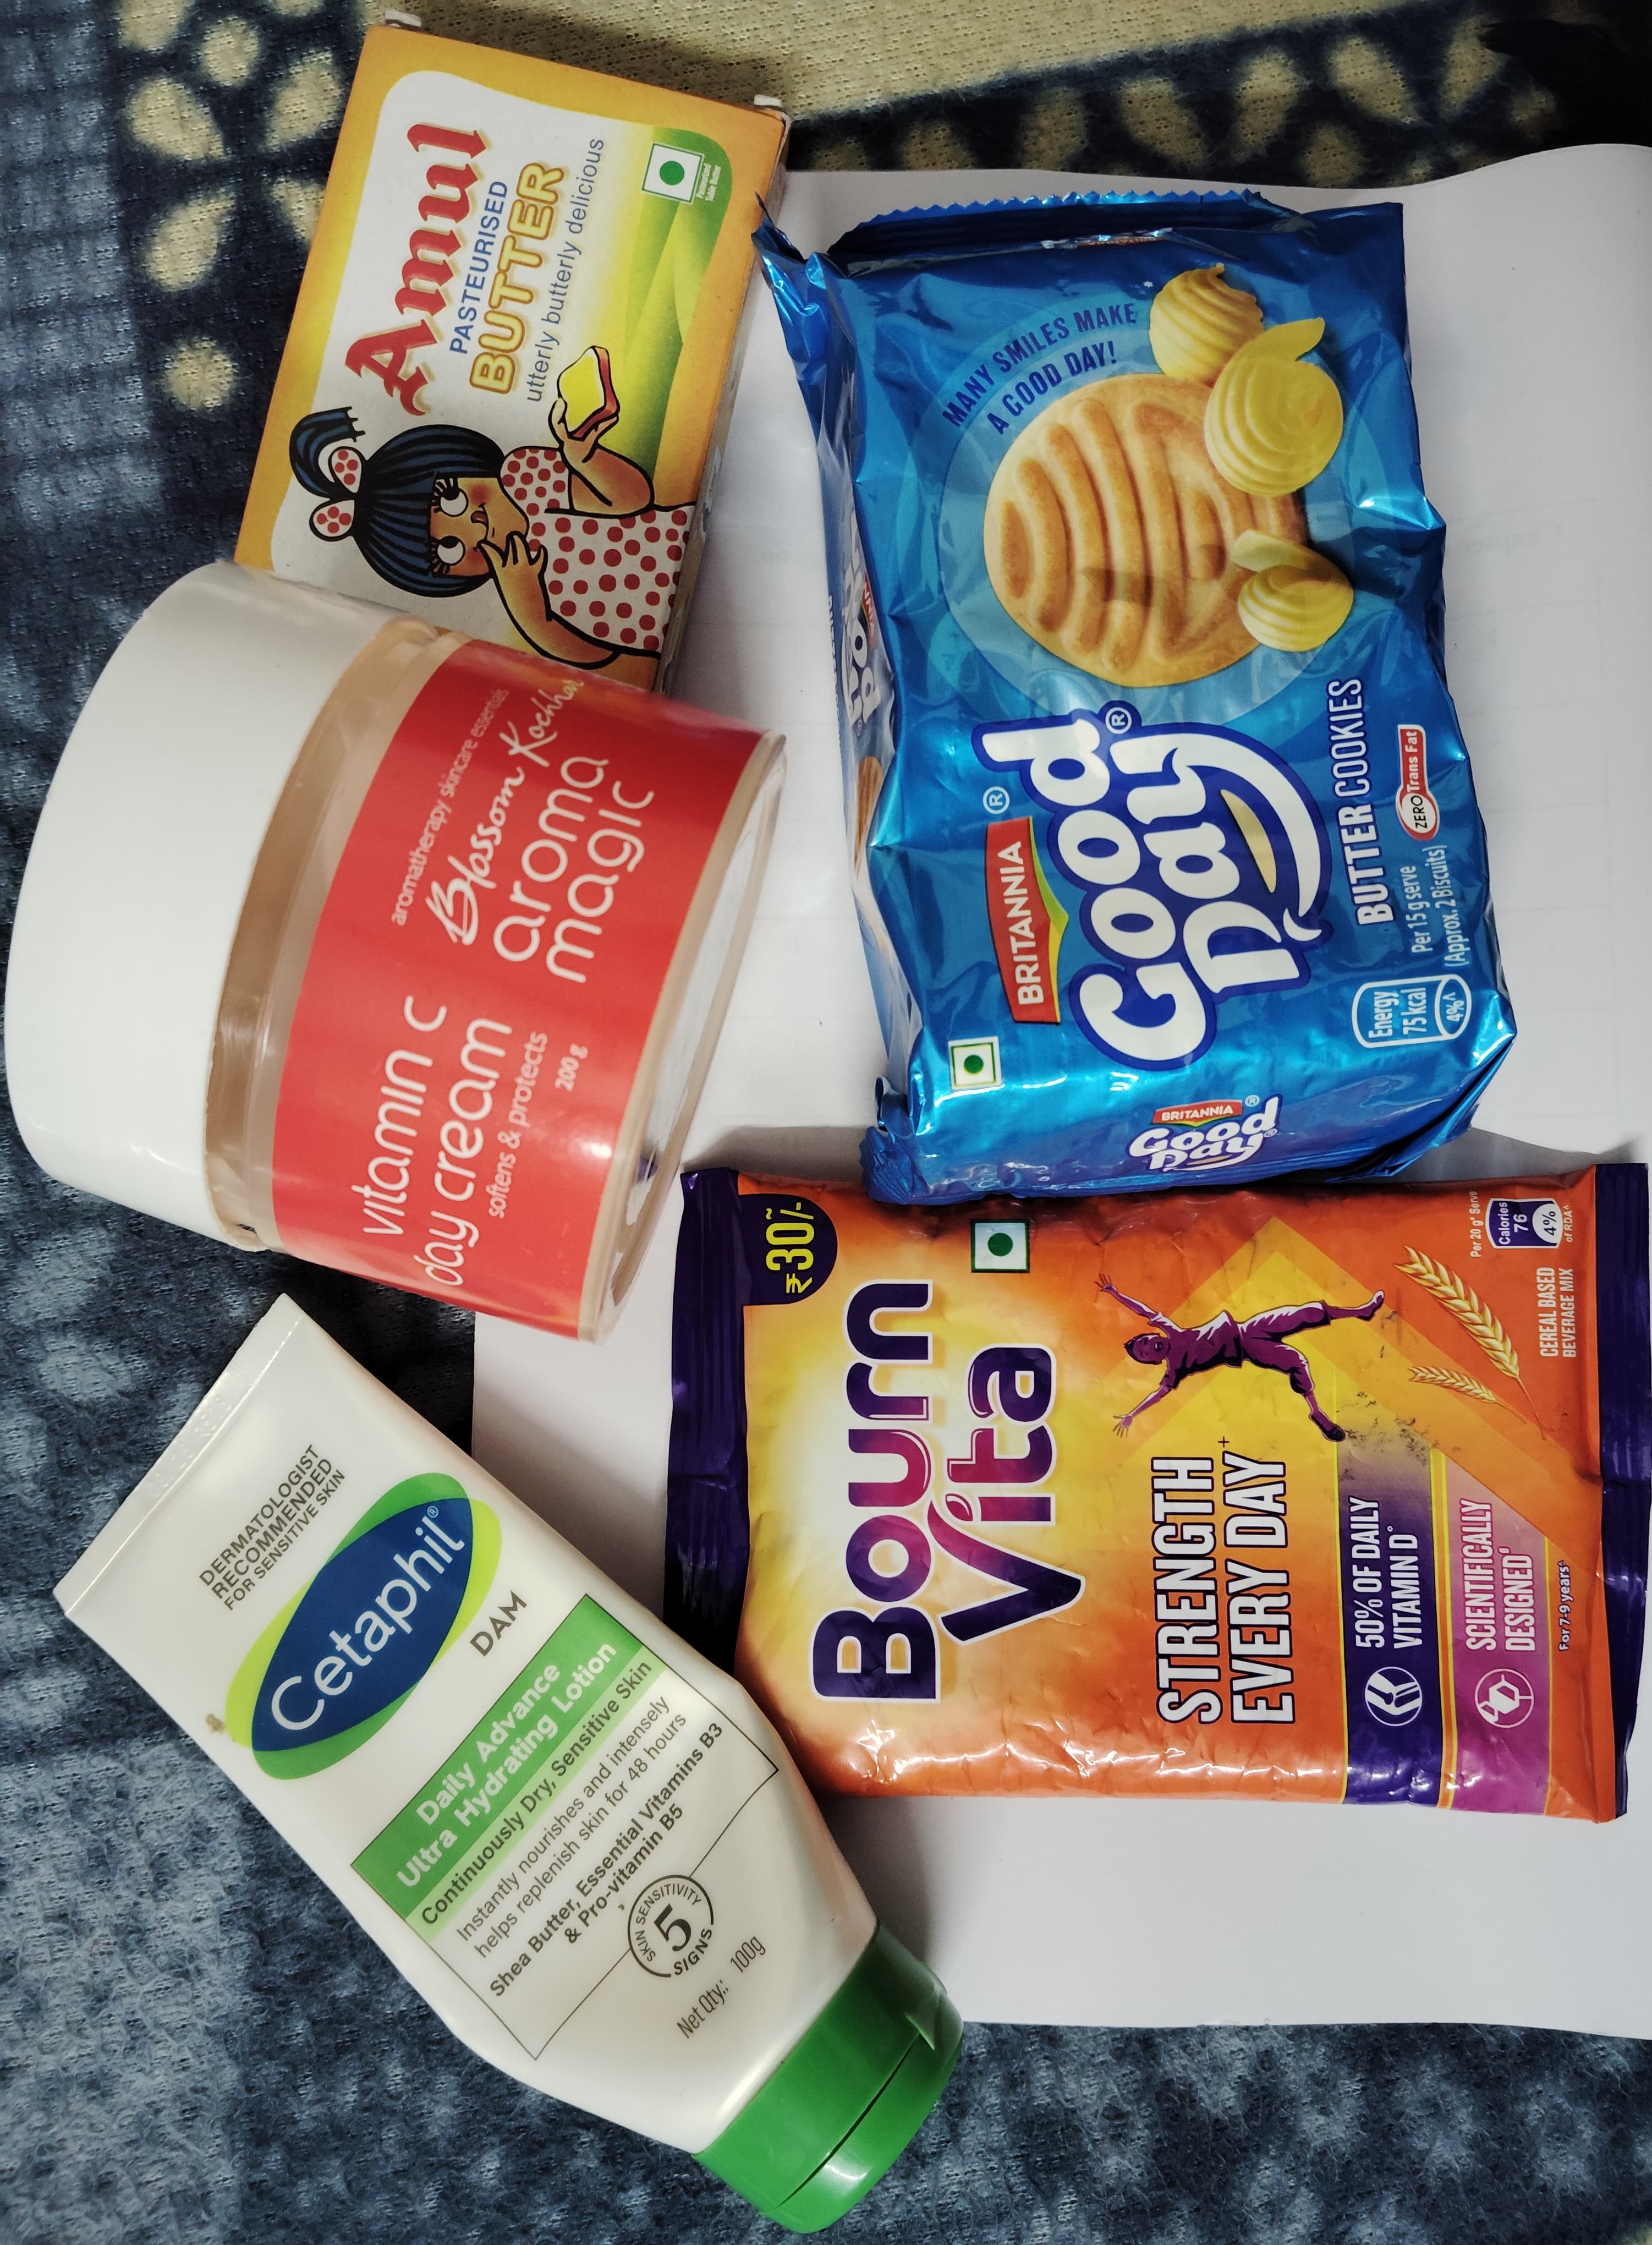 Amul
PASTEURISED
BUTTER
utterly butterly delicious
MANY SMILES MAKE
A GOOD DAY!
BRITANNIA®
Good
Day®
BUTTER COOKIES
ZERO Trans Fat
Energy
75 kcal
4%^
Per 15 g serve
(Approx. 2 Biscuits)
BRITANNIA®
Good
Day®
aromatherapy skincare essentials
Blossom Kochhar
aroma
magic
vitamin c
day cream
softens & protects
200 g
₹30/-
Bourn
Vita
STRENGTH
EVERY DAY+
50% OF DAILY
VITAMIN D
SCIENTIFICALLY
DESIGNED
For 7-9 years
Per 20 g* Serve
Calories
76
4%
of RDA^
CEREAL BASED
BEVERAGE MIX
DERMATOLOGIST
RECOMMENDED
FOR SENSITIVE SKIN
Cetaphil®
DAM
Daily Advance
Ultra Hydrating Lotion
Continuously Dry, Sensitive Skin
Instantly nourishes and intensely
helps replenish skin for 48 hours
Shea Butter, Essential Vitamins B3
& Pro-vitamin B5
SKIN SENSITIVITY
5
SIGNS
Net Qty.: 100g